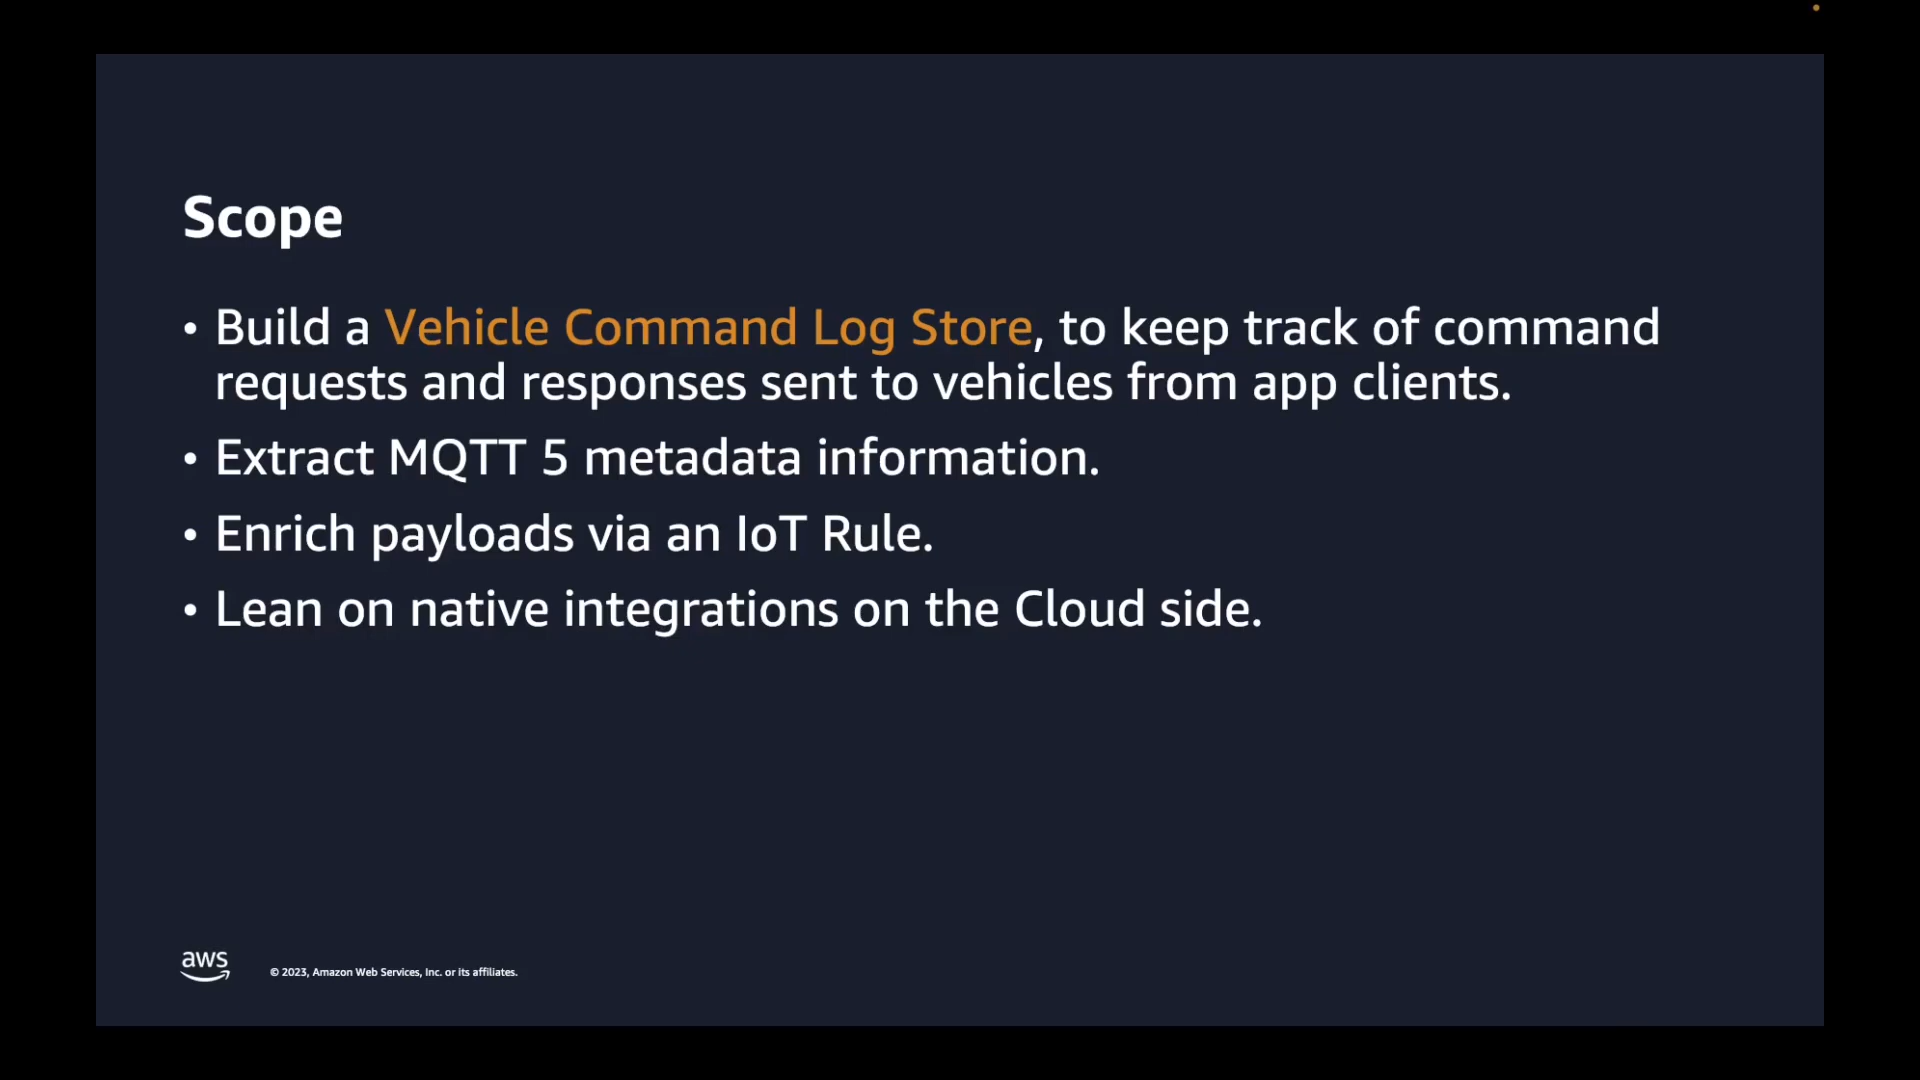 Scope
• Build a Vehicle Command Log Store, to keep track of command
requests and responses sent to vehicles from app clients.
• Extract MQTT 5 metadata information.
• Enrich payloads via an IoT Rule.
• Lean on native integrations on the Cloud side.
aws
© 2023, Amazon Web Services, Inc. or its affiliates.